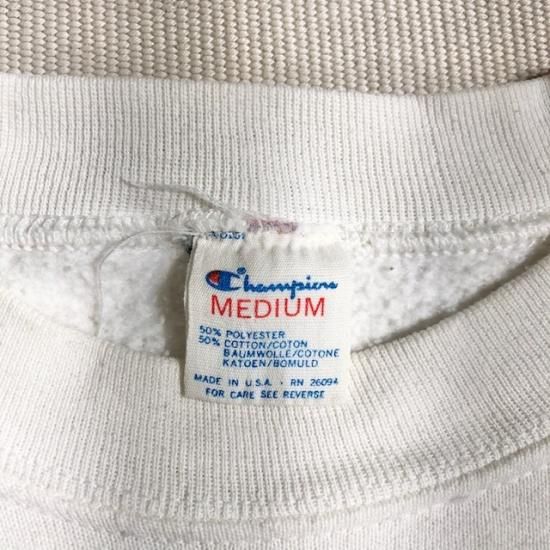 Champion
MEDIUM
50% POLYESTER
50% COTTON/COTON
BAUMWOLLE/COTONE
KATOEN/BOMULD
MADE IN U.S.A. · RN 26094
FOR CARE SEE REVERSE